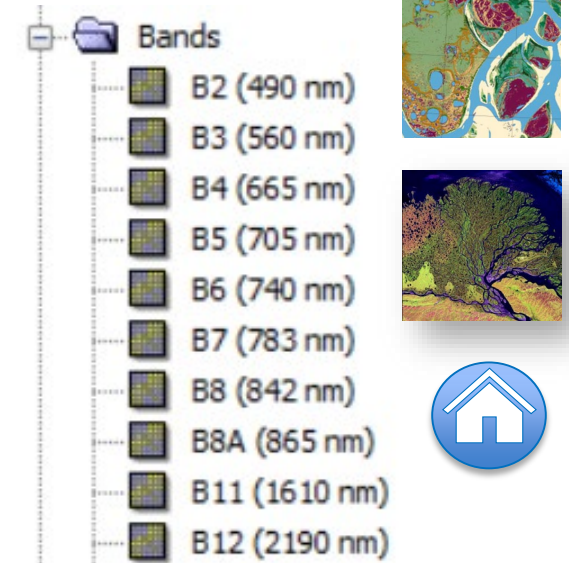 Bands
B2 (490 nm)
B3 (560 nm)
B4 (665 nm)
B5 (705 nm)
B6 (740 nm)
B7 (783 nm)
B8 (842 nm)
B8A (865 nm)
B11 (1610 nm)
B12 (2190 nm)